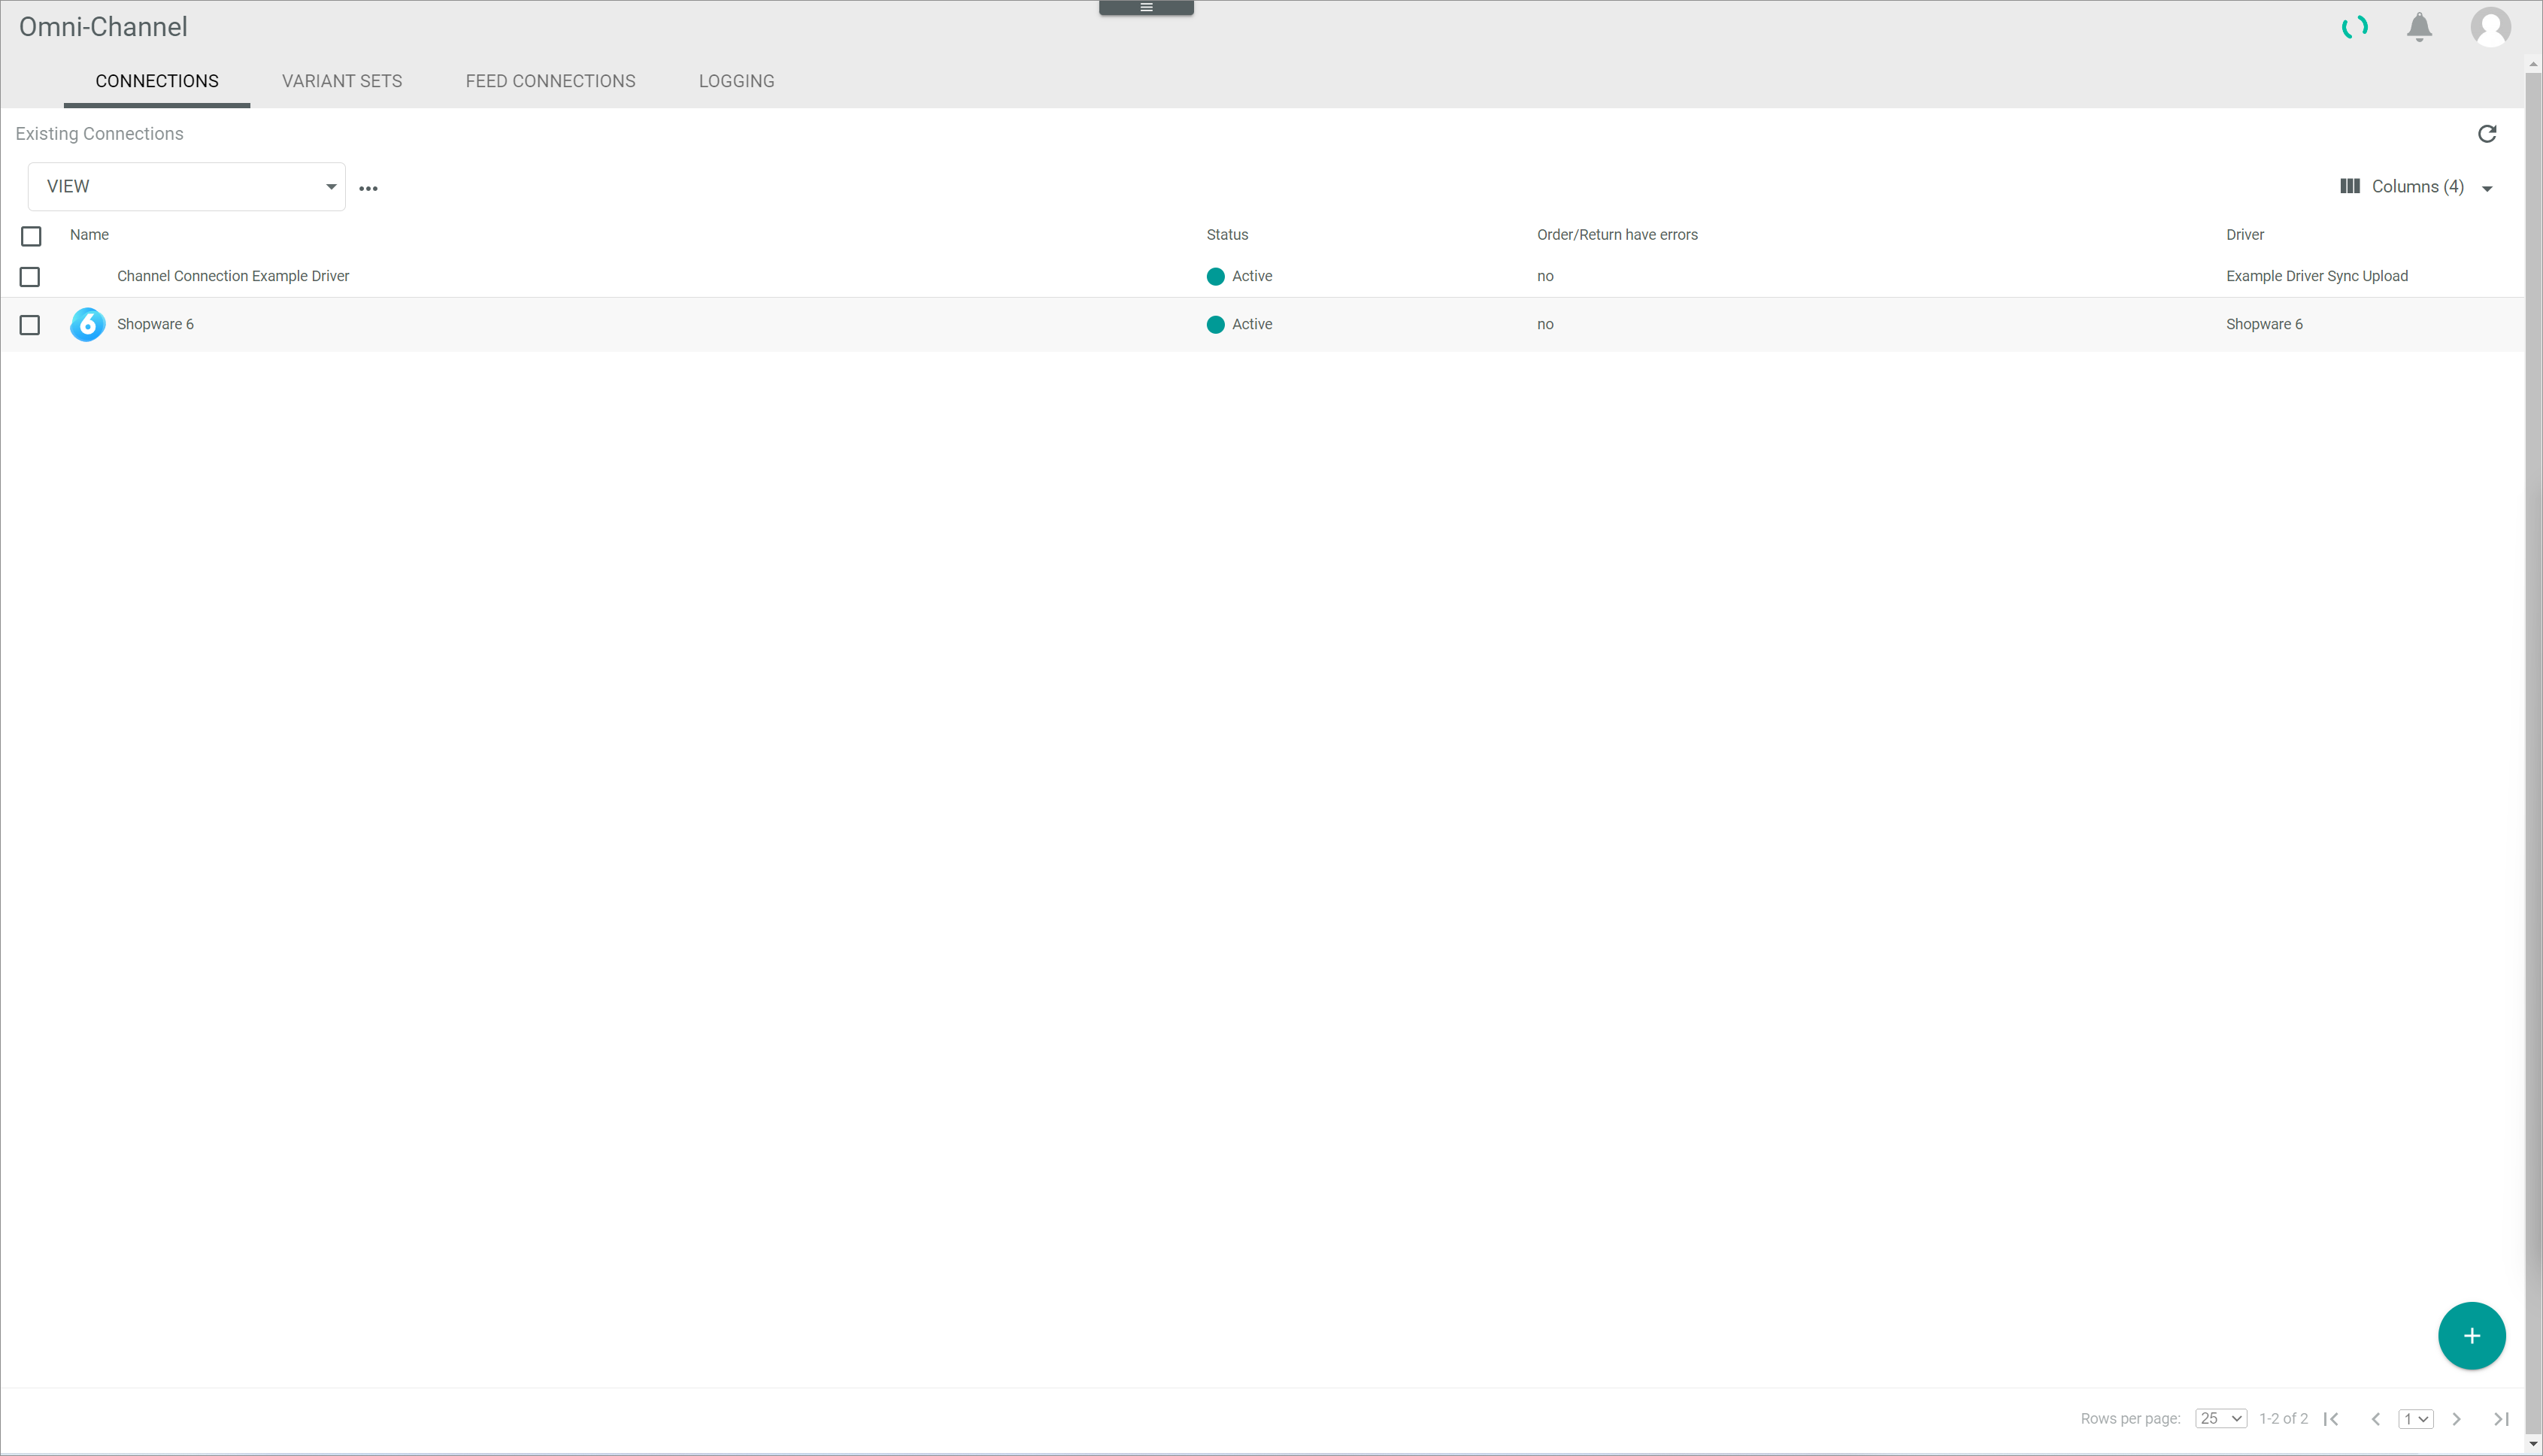 Omni-Channel
CONNECTIONS VARIANT SETS FEED CONNECTIONS LOGGING
Existing Connections
VIEW Columns (4)
Name Status Order/Return have errors Driver
Channel Connection Example Driver Active no Example Driver Sync Upload
6 Shopware 6 Active no Shopware 6
Rows per page: 25 1-2 of 2 1